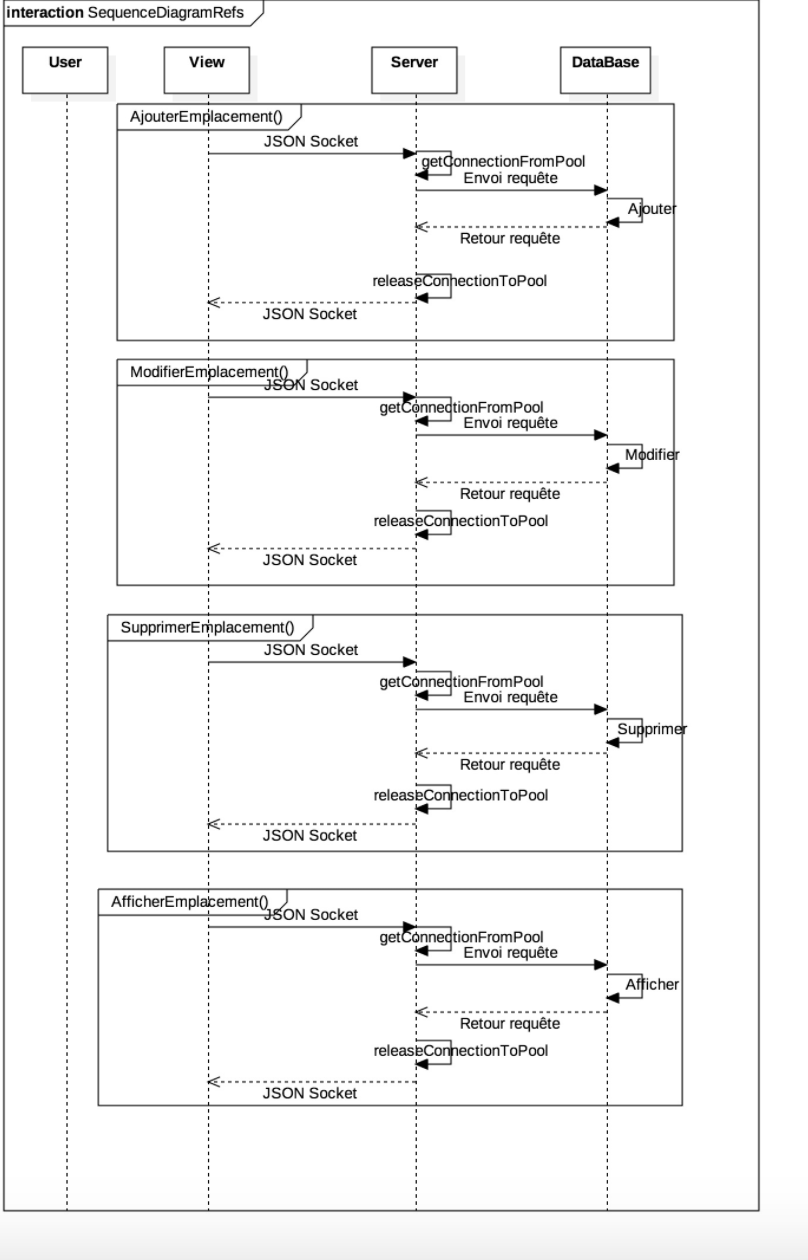 interaction SequenceDiagramRefs
User View Server DataBase
AjouterEmplacement()
JSON Socket
getConnectionFromPool
Envoi requête
Ajouter
Retour requête
releaseConnectionToPool
JSON Socket
ModifierEmplacement()
JSON Socket
getConnectionFromPool
Envoi requête
Modifier
Retour requête
releaseConnectionToPool
JSON Socket
SupprimerEmplacement()
JSON Socket
getConnectionFromPool
Envoi requête
Supprimer
Retour requête
releaseConnectionToPool
JSON Socket
AfficherEmplacement()
JSON Socket
getConnectionFromPool
Envoi requête
Afficher
Retour requête
releaseConnectionToPool
JSON Socket